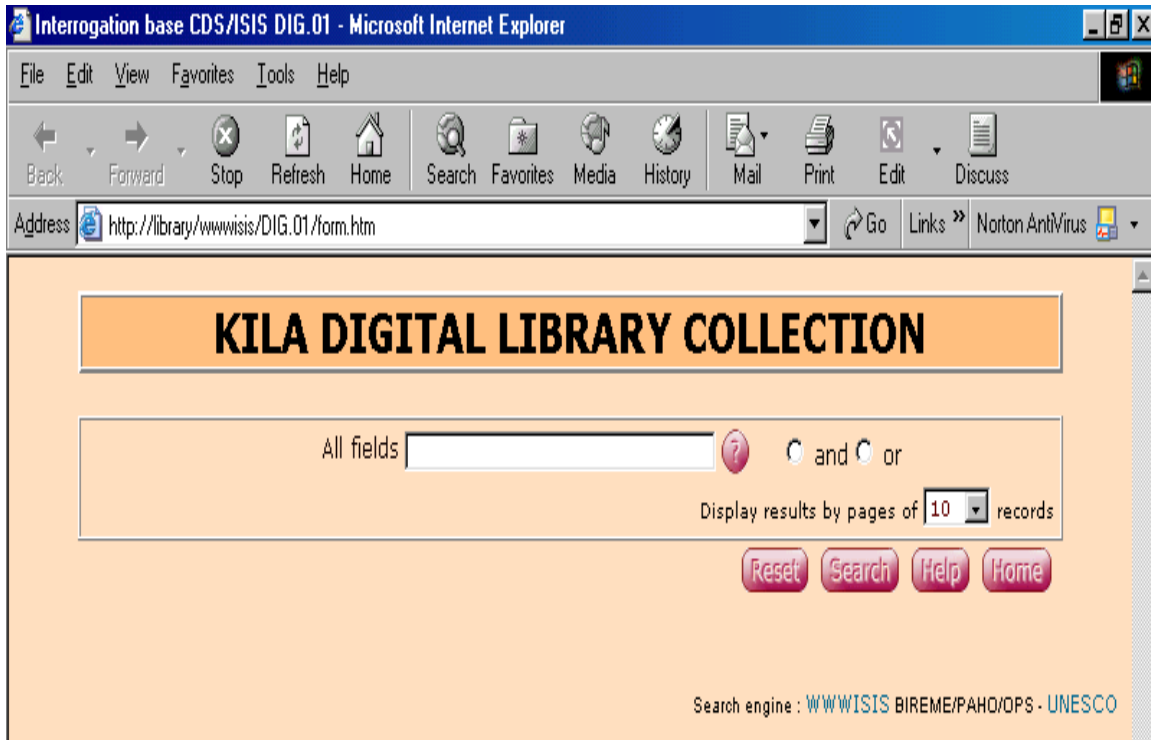 Interrogation base CDS/ISIS DIG.01 - Microsoft Internet Explorer
File Edit View Favorites Tools Help
Back Forward Stop Refresh Home Search Favorites Media History Mail Print Edit Discuss
Address http://library/wwwisis/DIG.01/form.htm Go Links » Norton AntiVirus
KILA DIGITAL LIBRARY COLLECTION
All fields ? and or
Display results by pages of 10 records
Reset Search Help Home
Search engine : WWWISIS BIREME/PAHO/OPS - UNESCO